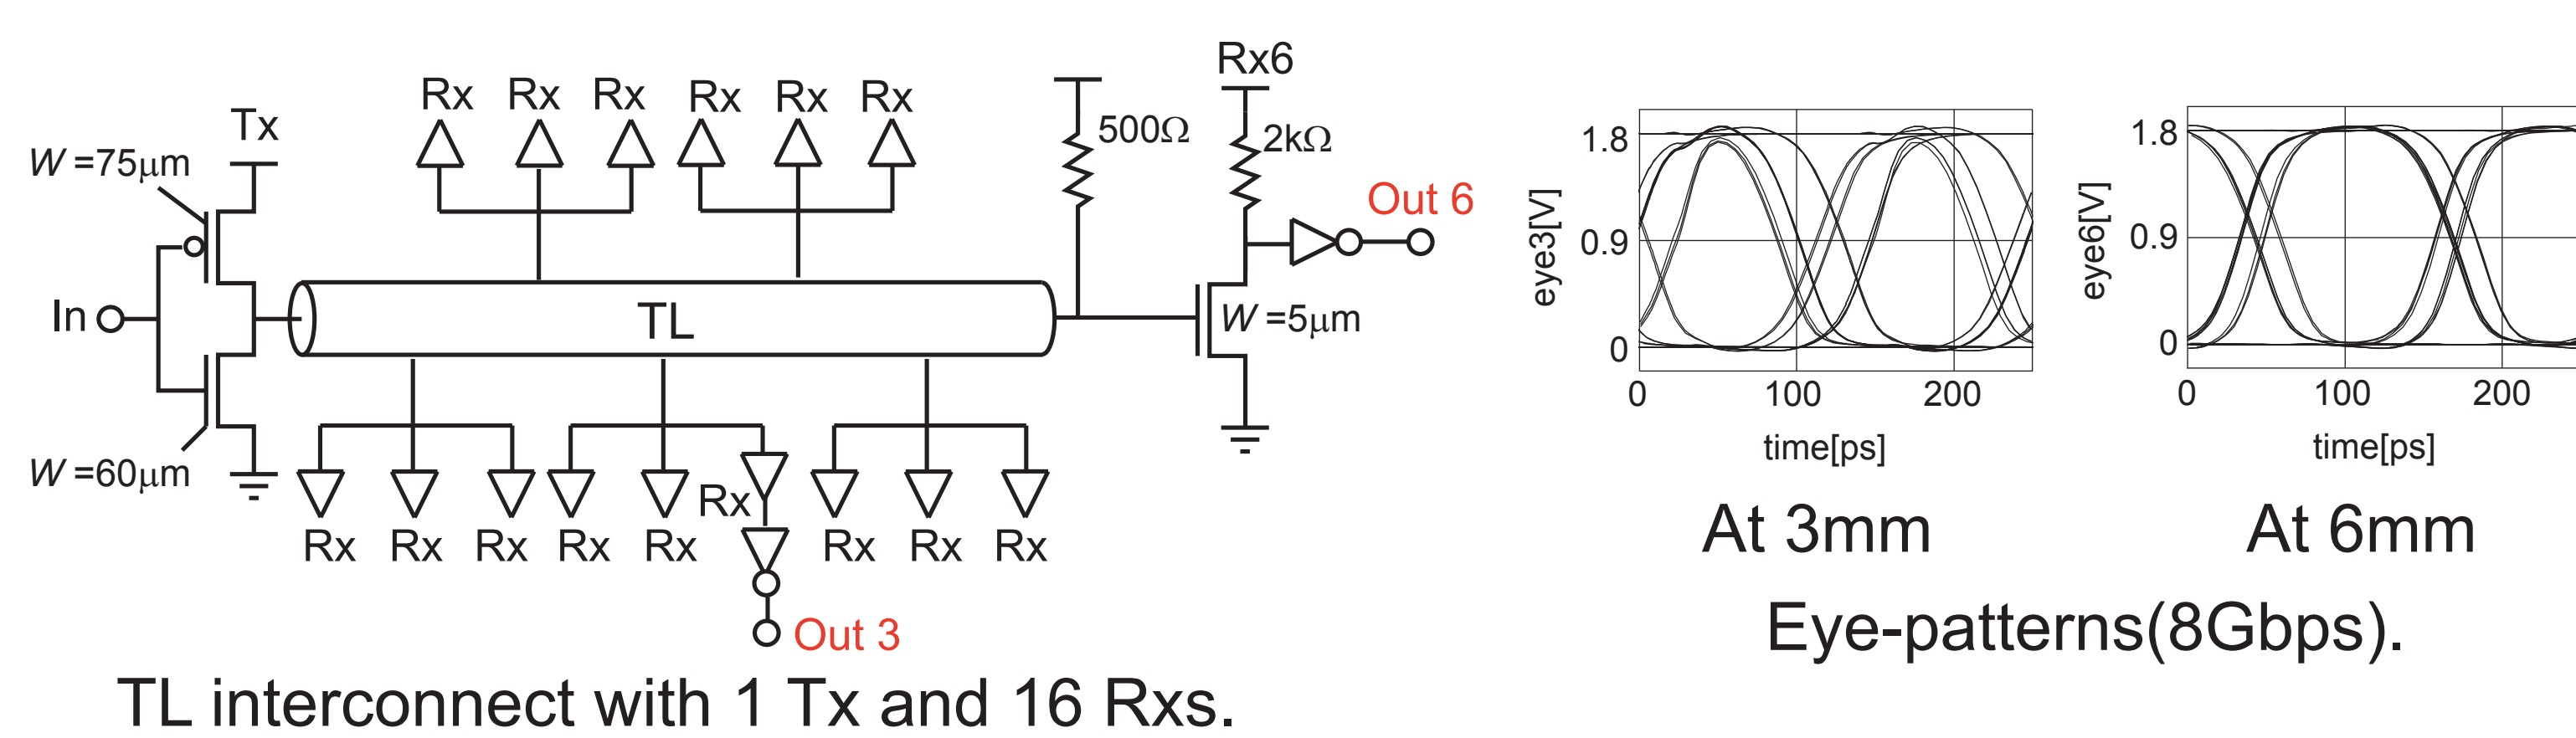 Rx6
Rx Rx Rx Rx Rx Rx
Tx
500Ω
2kΩ
W =75μm
Out 6
In
TL
W =5μm
W =60μm
Rx
Rx Rx Rx Rx Rx Rx Rx Rx
Out 3
TL interconnect with 1 Tx and 16 Rxs.
eye3[V]
1.8
0.9
0
0 100 200
time[ps]
At 3mm
eye6[V]
1.8
0.9
0
0 100 200
time[ps]
At 6mm
Eye-patterns(8Gbps).